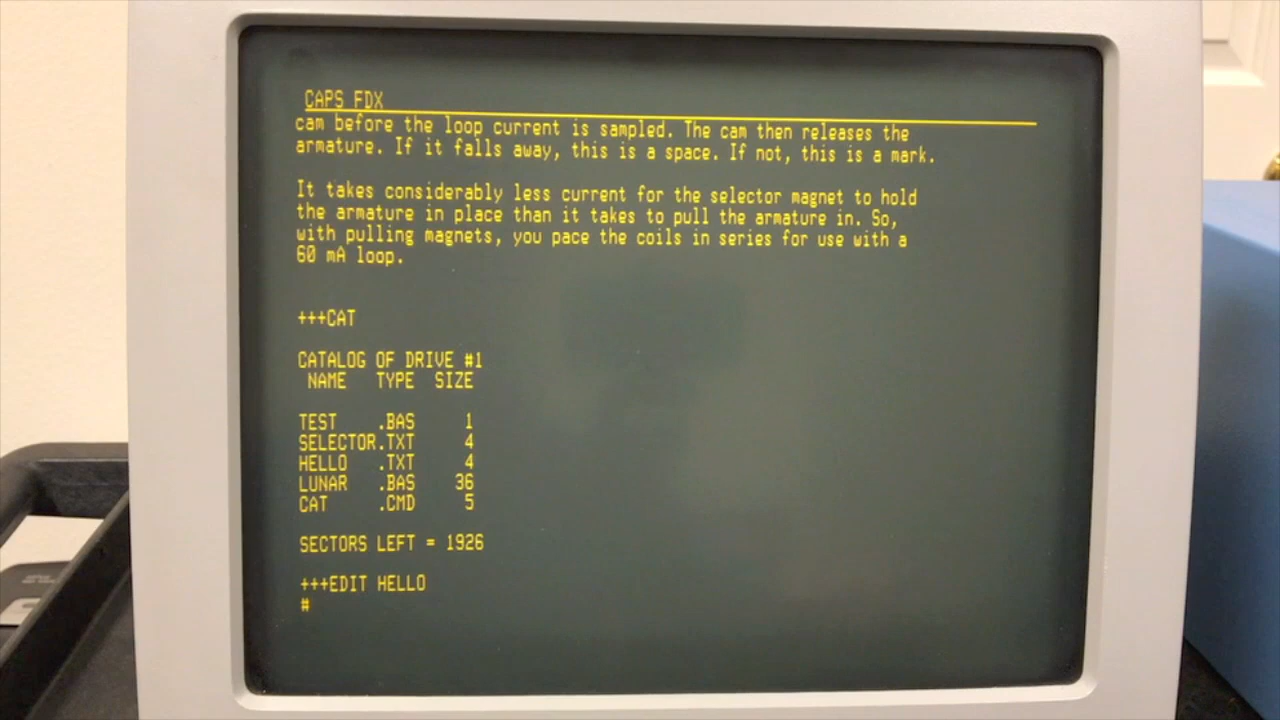 CAPS FDX
cam before the loop current is sampled. The cam then releases the
armature. If it falls away, this is a space. If not, this is a mark.
It takes considerably less current for the selector magnet to hold
the armature in place than it takes to pull the armature in. So,
with pulling magnets, you pace the coils in series for use with a
60 mA loop.
+++CAT
CATALOG OF DRIVE #1
NAME TYPE SIZE
TEST .BAS 1
SELECTOR.TXT 4
HELLO .TXT 4
LUNAR .BAS 36
CAT .CMD 5
SECTORS LEFT = 1926
+++EDIT HELLO
#